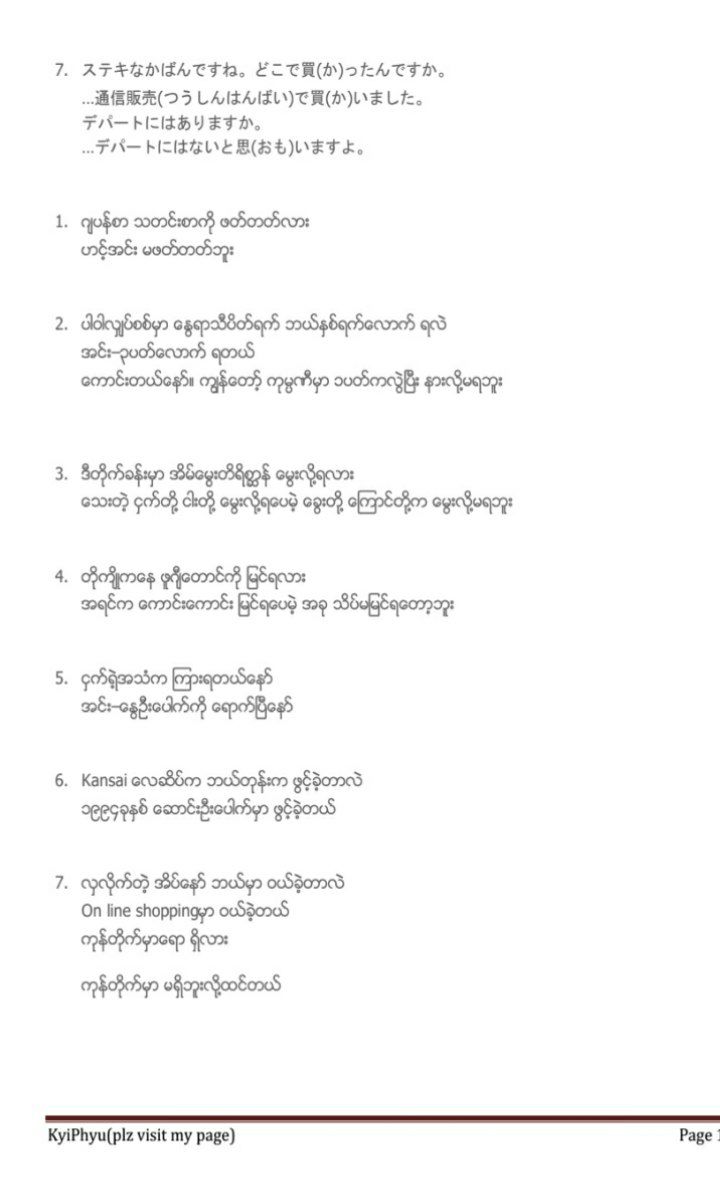 7. ステキなかばんですね。どこで買(か)ったんですか。
...通信販売(つうしんはんばい)で買(か)いました。
デパートにはありますか。
...デパートにはないと思(おも)いますよ。
1. ဂျပန်စာ သတင်းစာကို ဖတ်တတ်လား
ဟင့်အင်း မဖတ်တတ်ဘူး
2. ပါဝါလျှပ်စစ်မှာ နွေရာသီပိတ်ရက် ဘယ်နှစ်ရက်လောက် ရလဲ
အင်း–၃ပတ်လောက် ရတယ်
ကောင်းတယ်နော်။ ကျွန်တော့် ကုမ္ပဏီမှာ ၁ပတ်ကလွဲပြီး နားလို့မရဘူး
3. ဒီတိုက်ခန်းမှာ အိမ်မွေးတိရိစ္ဆာန် မွေးလို့ရလား
သေးတဲ့ ငှက်တို့ ငါးတို့ မွေးလို့ရပေမဲ့ ခွေးတို့ ကြောင်တို့က မွေးလို့မရဘူး
4. တိုကျိုကနေ ဖူဂျီတောင်ကို မြင်ရလား
အရင်က ကောင်းကောင်း မြင်ရပေမဲ့ အခု သိပ်မမြင်ရတော့ဘူး
5. ငှက်ရဲ့အသံက ကြားရတယ်နော်
အင်း–နွေဦးပေါက်ကို ရောက်ပြီနော်
6. Kansai လေဆိပ်က ဘယ်တုန်းက ဖွင့်ခဲ့တာလဲ
၁၉၉၄ခုနှစ် ဆောင်းဦးပေါက်မှာ ဖွင့်ခဲ့တယ်
7. လှလိုက်တဲ့ အိပ်နော် ဘယ်မှာ ဝယ်ခဲ့တာလဲ
On line shoppingမှာ ဝယ်ခဲ့တယ်
ကုန်တိုက်မှာရော ရှိလား
ကုန်တိုက်မှာ မရှိဘူးလို့ထင်တယ်
KyiPhyu(plz visit my page)
Page 1